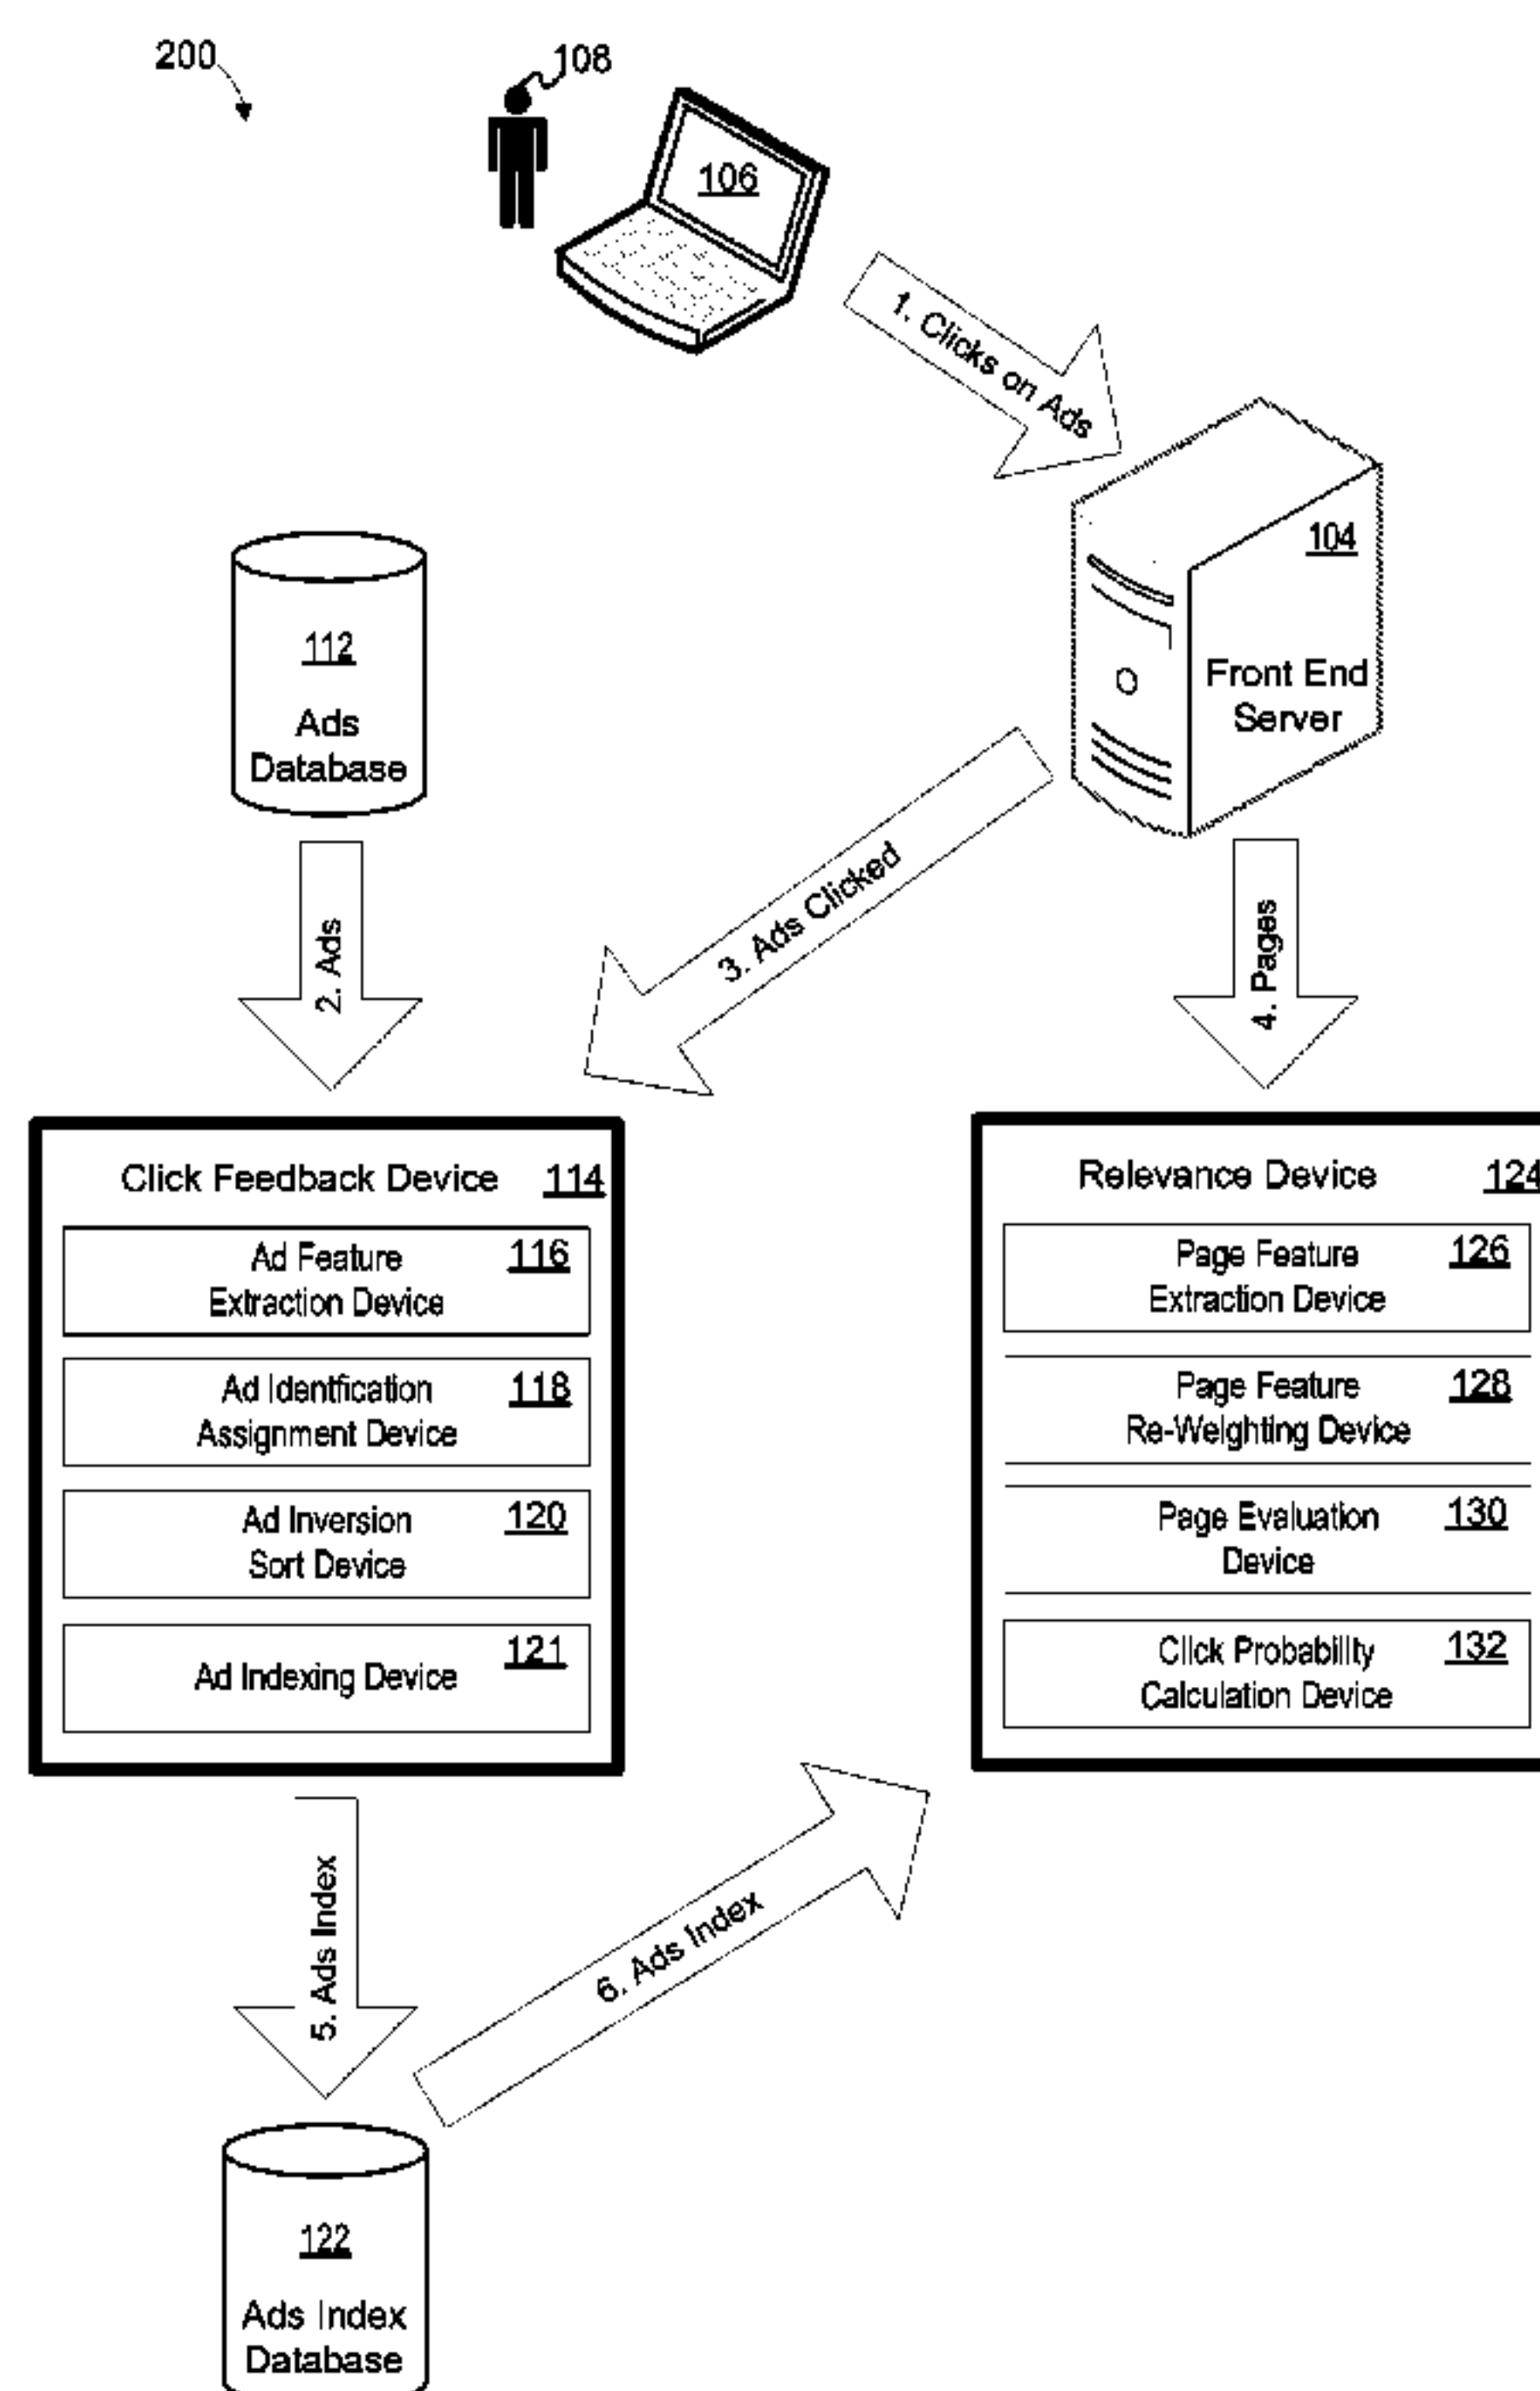 200
108
106
1. Clicks on Ads
104
Front End
Server
112
Ads
Database
2. Ads
3. Ads Clicked
4. Pages
Click Feedback Device 114
Ad Feature 116
Extraction Device
Ad Identfication 118
Assignment Device
Ad Inversion 120
Sort Device
Ad Indexing Device 121
Relevance Device 124
Page Feature 126
Extraction Device
Page Feature 128
Re-Weighting Device
Page Evaluation 130
Device
Click Probability 132
Calculation Device
5. Ads Index
6. Ads Index
122
Ads Index
Database